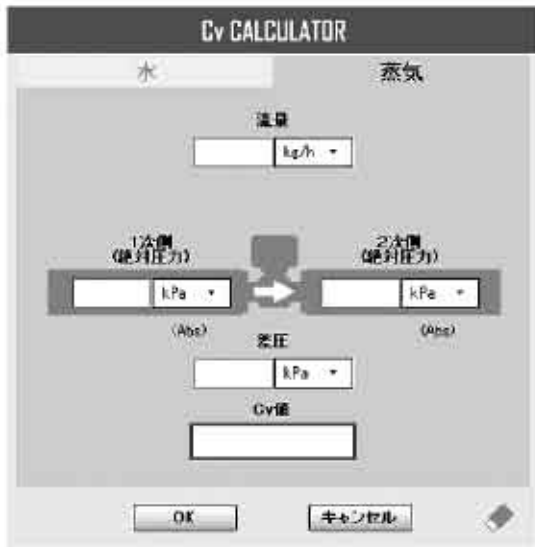 Cv CALCULATOR
水 蒸気
流量
kg/h
1次側 2次側
(絶対圧力) (絶対圧力)
kPa kPa
(Abs) (Abs)
差圧
kPa
Cv値
OK キャンセル